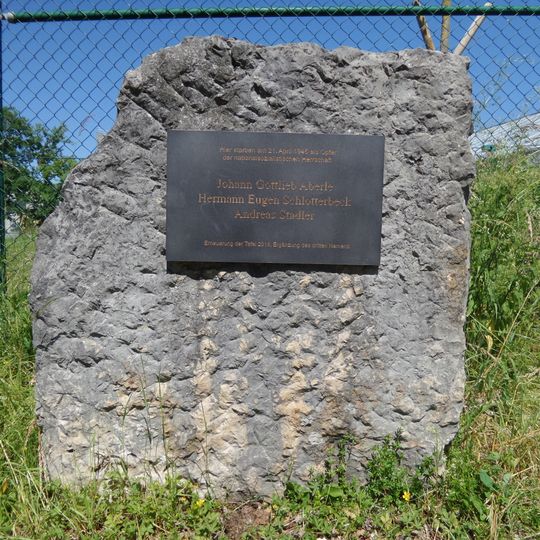 Hier starben am 21. April 1945 als Opfer
der nationalsozialistischen Herrschaft
Johann Gottlieb Aberle
Hermann Eugen Schlotterbeck
Andreas Stadler
Erneuerung der Tafel 2014, Ergänzung des dritten Namens